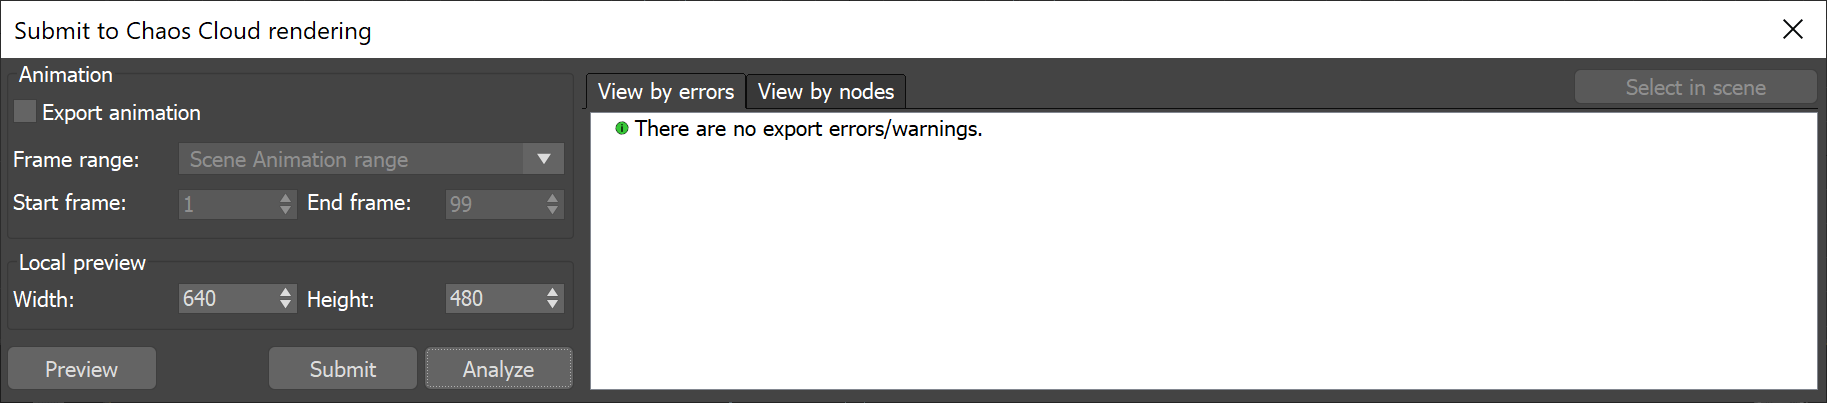 Submit to Chaos Cloud rendering
Animation
Export animation
Frame range: Scene Animation range
Start frame: 1 End frame: 99
Local preview
Width: 640 Height: 480
Preview Submit Analyze
View by errors View by nodes Select in scene
There are no export errors/warnings.